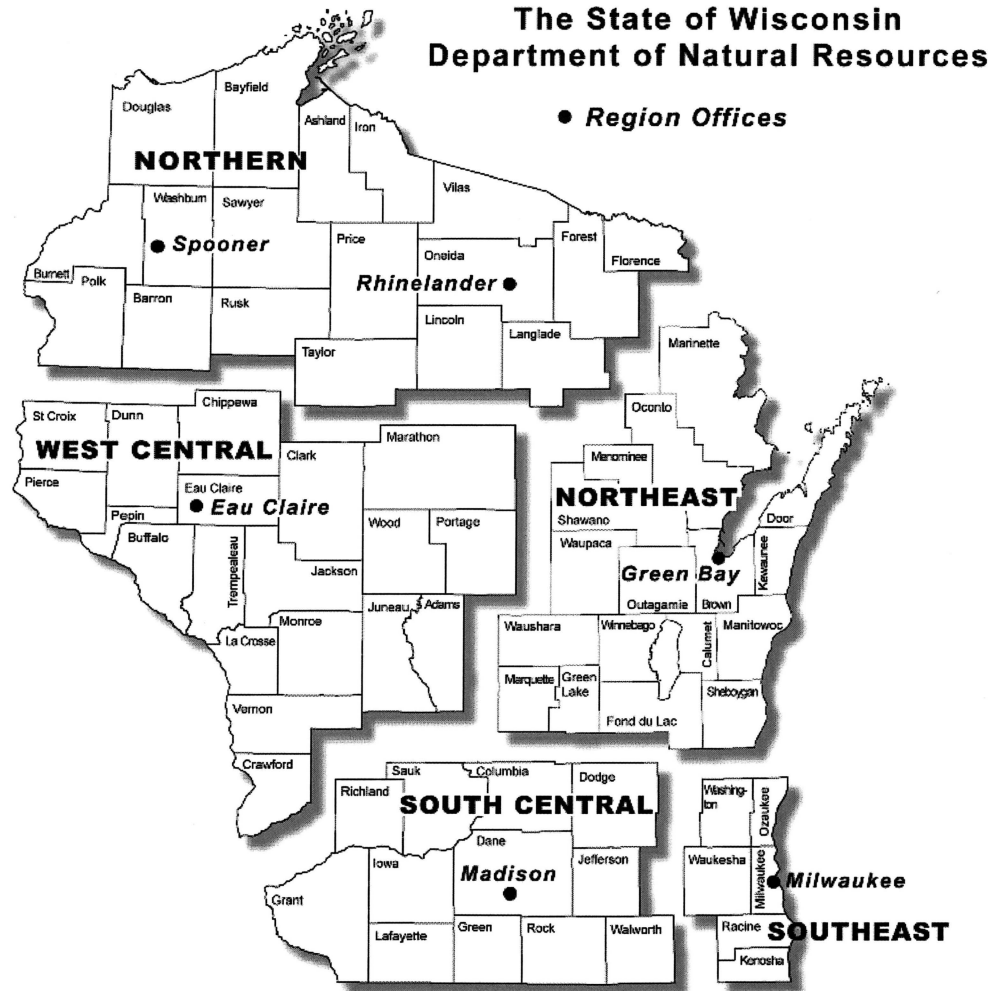 The State of Wisconsin
Department of Natural Resources
Region Offices
Douglas
Bayfield
Ashland
Iron
NORTHERN
Vilas
Washburn
Sawyer
Spooner
Price
Forest
Florence
Oneida
Rhinelander
Burnett
Polk
Barron
Rusk
Lincoln
Langlade
Taylor
Marinette
Oconto
Menominee
NORTHEAST
Shawano
Door
Waupaca
Green Bay
Kewaunee
Outagamie
Brown
Waushara
Winnebago
Calumet
Manitowoc
Marquette
Green
Lake
Sheboygan
Fond du Lac
St Croix
Dunn
Chippewa
WEST CENTRAL
Clark
Marathon
Pierce
Eau Claire
Eau Claire
Pepin
Buffalo
Wood
Portage
Trempealeau
Jackson
Juneau
Adams
Monroe
La Crosse
Vernon
Crawford
Sauk
Columbia
Dodge
Richland
SOUTH CENTRAL
Dane
Iowa
Jefferson
Madison
Grant
Lafayette
Green
Rock
Walworth
Washing-
ton
Ozaukee
Waukesha
Milwaukee
Milwaukee
Racine
SOUTHEAST
Kenosha